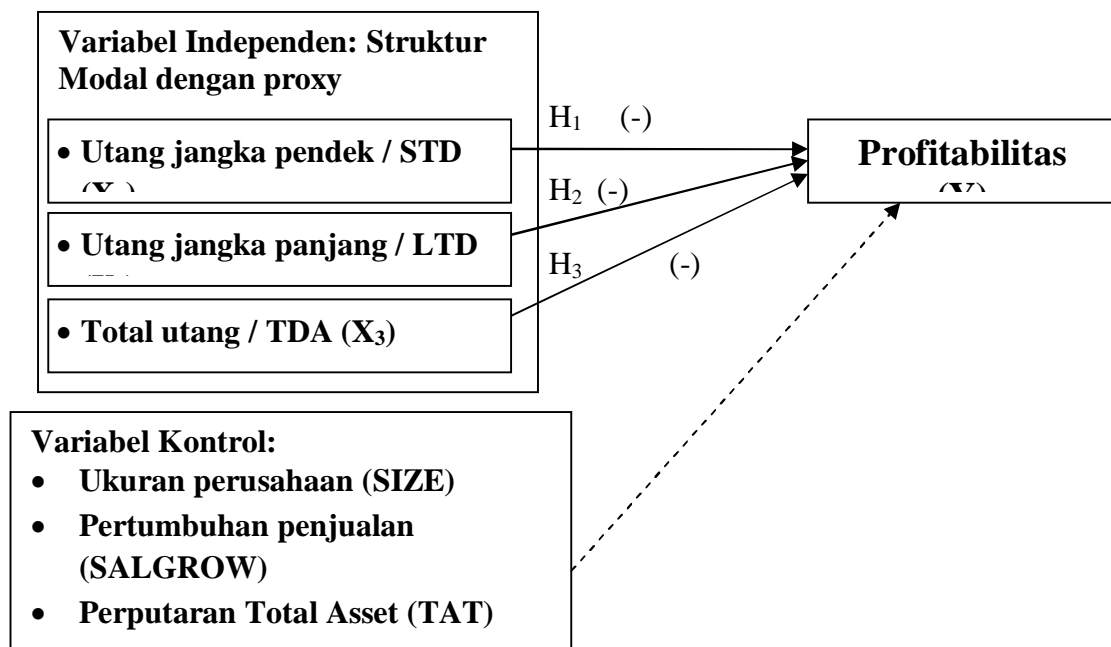 Variabel Independen: Struktur
Modal dengan proxy
• Utang jangka pendek / STD
• Utang jangka panjang / LTD
• Total utang / TDA (X₃)
H₁ (-)
H₂ (-)
H₃ (-)
Profitabilitas
(Y)
Variabel Kontrol:
• Ukuran perusahaan (SIZE)
• Pertumbuhan penjualan
(SALGROW)
• Perputaran Total Asset (TAT)